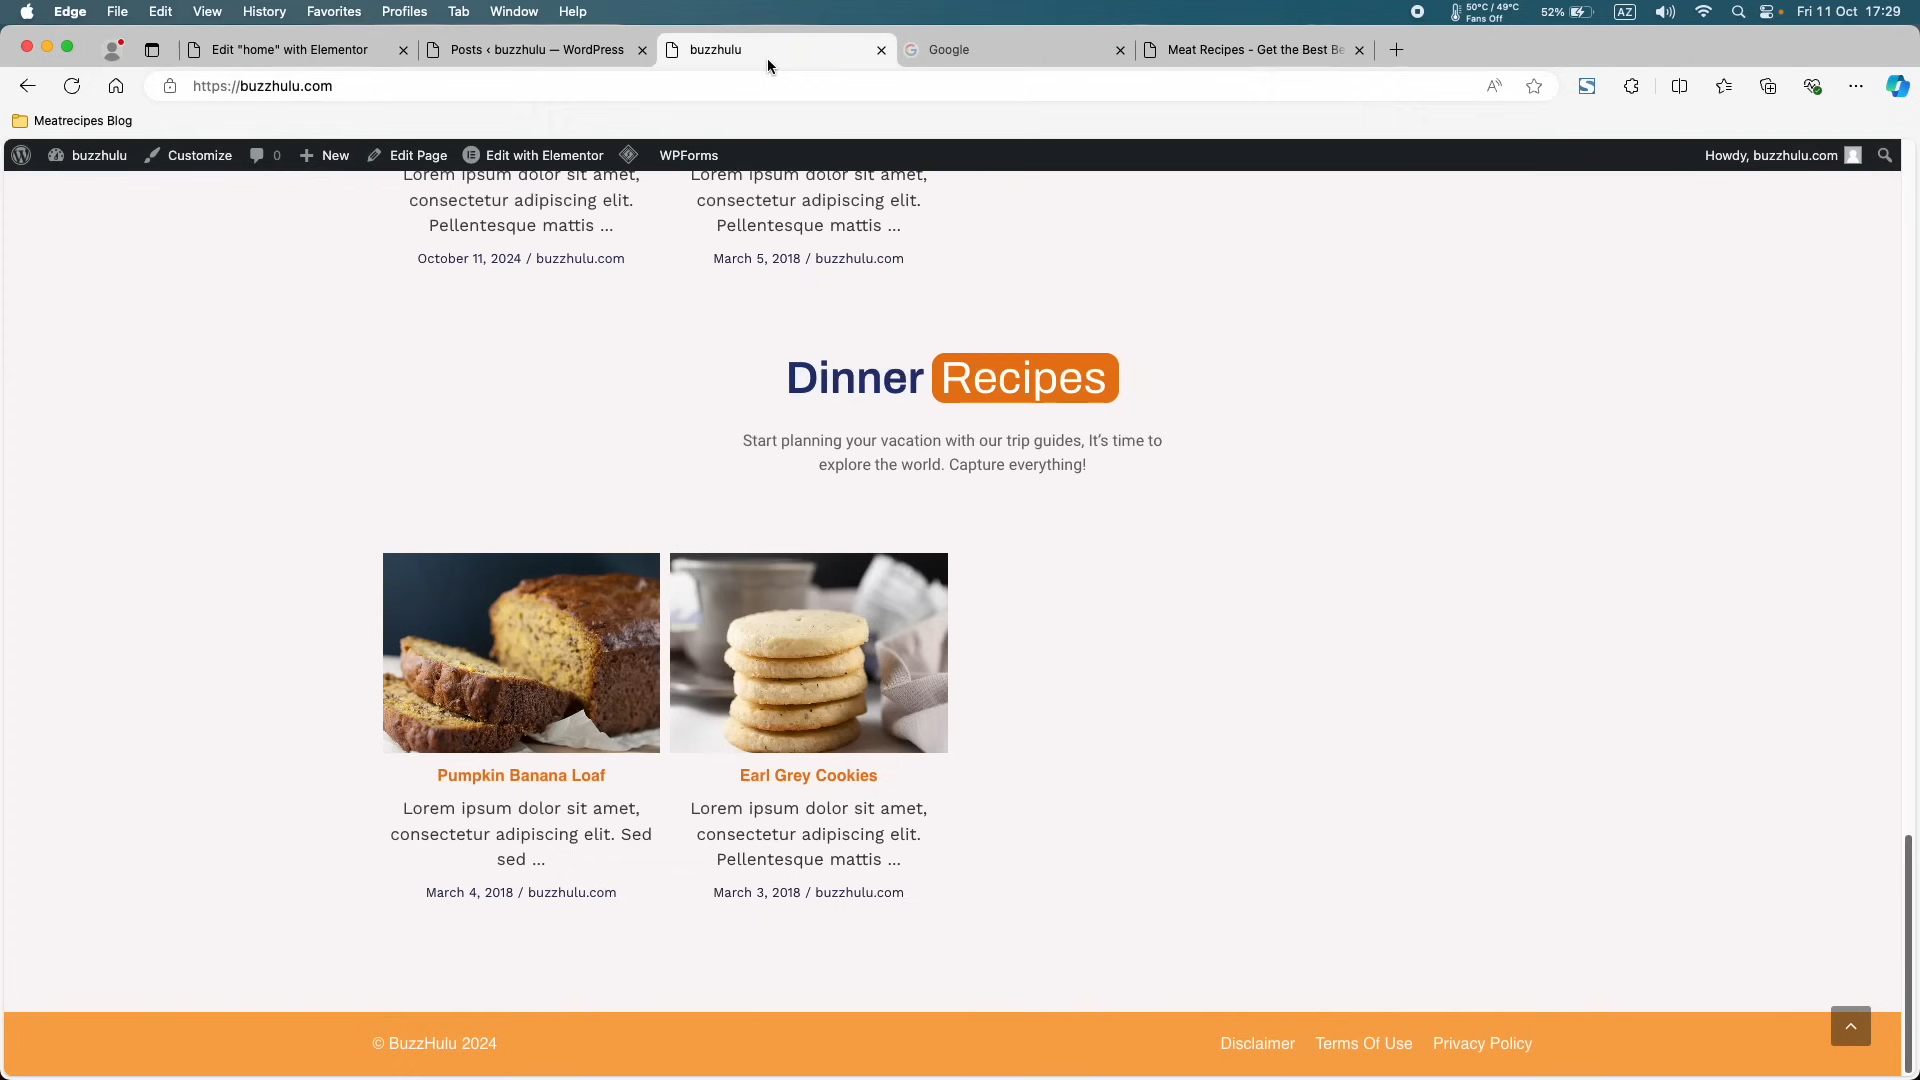 Edge File Edit View History Favorites Profiles Tab Window Help
50°C / 49°C
Fans Off
52%
AZ
Fri 11 Oct 17:29
Edit "home" with Elementor
Posts ‹ buzzhulu — WordPress
buzzhulu
Google
Meat Recipes - Get the Best Be
https://buzzhulu.com
Meatrecipes Blog
buzzhulu Customize 0 New Edit Page Edit with Elementor WPForms Howdy, buzzhulu.com
Lorem ipsum dolor sit amet,
consectetur adipiscing elit.
Pellentesque mattis ...
October 11, 2024 / buzzhulu.com
Lorem ipsum dolor sit amet,
consectetur adipiscing elit.
Pellentesque mattis ...
March 5, 2018 / buzzhulu.com
Dinner Recipes
Start planning your vacation with our trip guides, It's time to
explore the world. Capture everything!
Pumpkin Banana Loaf
Lorem ipsum dolor sit amet,
consectetur adipiscing elit. Sed
sed ...
March 4, 2018 / buzzhulu.com
Earl Grey Cookies
Lorem ipsum dolor sit amet,
consectetur adipiscing elit.
Pellentesque mattis ...
March 3, 2018 / buzzhulu.com
© BuzzHulu 2024
Disclaimer Terms Of Use Privacy Policy